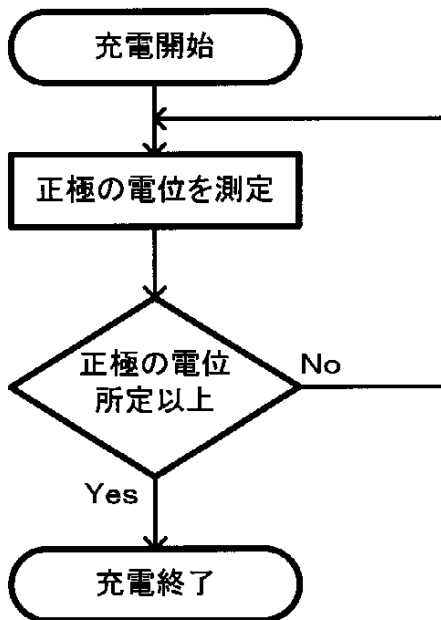 充電開始
正極の電位を測定
正極の電位
所定以上
No
Yes
充電終了